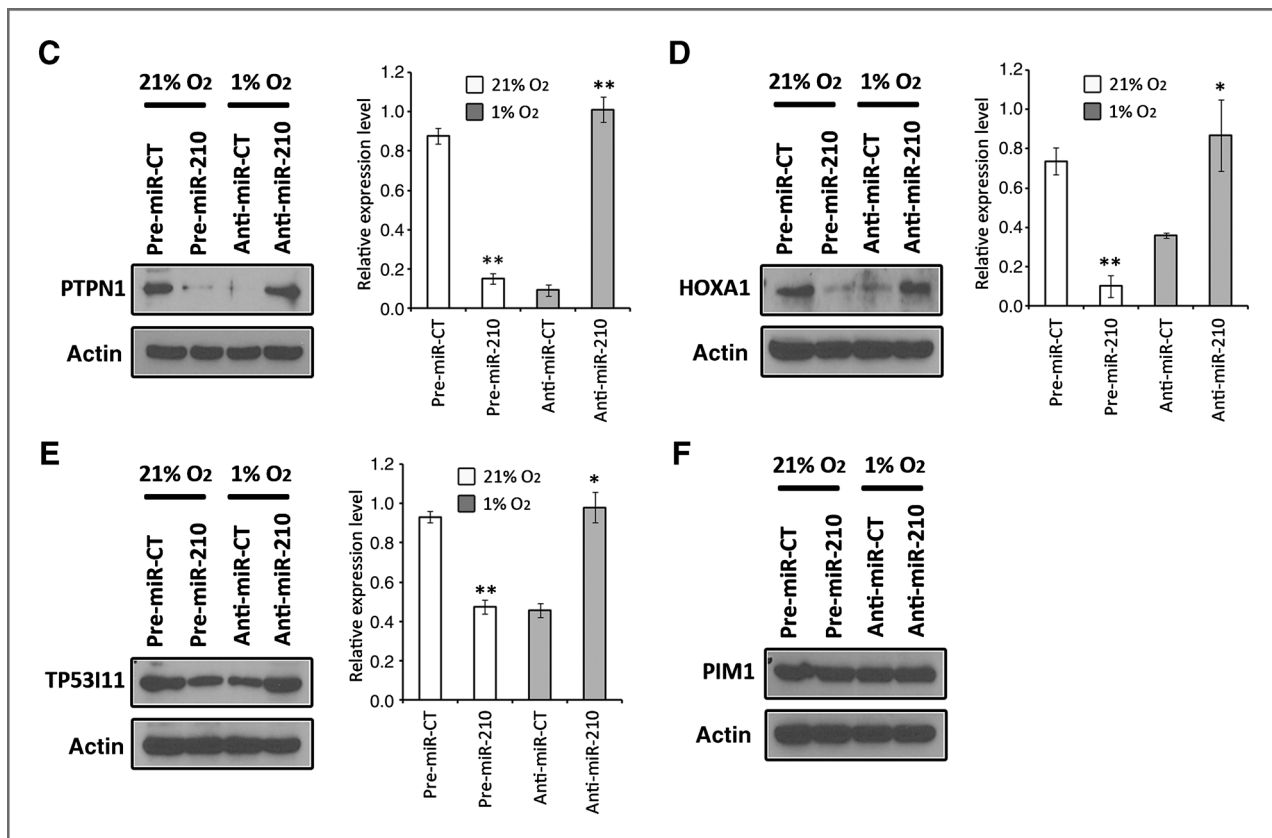 C
21% O2 1% O2
Pre-miR-CT
Pre-miR-210
Anti-miR-CT
Anti-miR-210
PTPN1
Actin
Relative expression level
1.2
1.0
0.8
0.6
0.4
0.2
0.0
21% O2
1% O2
**
**
Pre-miR-CT
Pre-miR-210
Anti-miR-CT
Anti-miR-210
D
21% O2 1% O2
Pre-miR-CT
Pre-miR-210
Anti-miR-CT
Anti-miR-210
HOXA1
Actin
Relative expression level
1.2
1.0
0.8
0.6
0.4
0.2
0.0
21% O2
1% O2
**
*
Pre-miR-CT
Pre-miR-210
Anti-miR-CT
Anti-miR-210
E
21% O2 1% O2
Pre-miR-CT
Pre-miR-210
Anti-miR-CT
Anti-miR-210
TP53I11
Actin
Relative expression level
1.2
1.0
0.8
0.6
0.4
0.2
0.0
21% O2
1% O2
**
*
Pre-miR-CT
Pre-miR-210
Anti-miR-CT
Anti-miR-210
F
21% O2 1% O2
Pre-miR-CT
Pre-miR-210
Anti-miR-CT
Anti-miR-210
PIM1
Actin